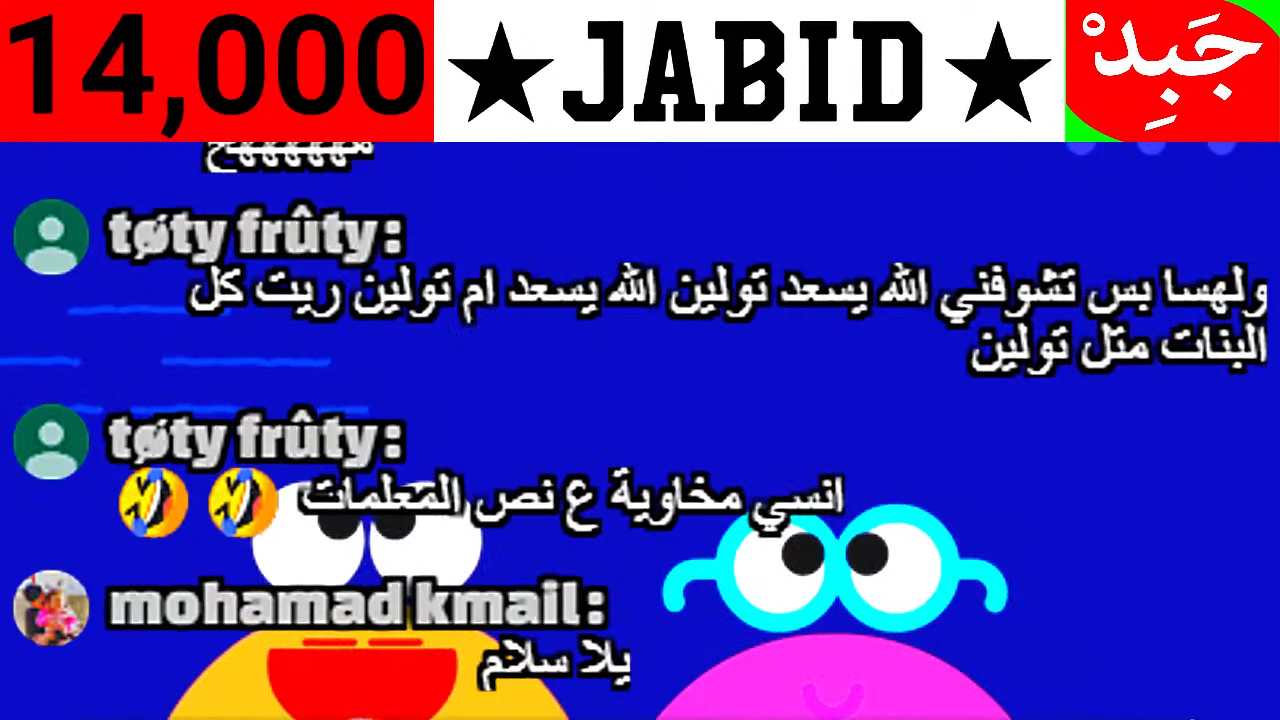 14,000 ★JABID★ جَبِدْ
tøty frûty:
ولهسا بس تشوفني الله يسعد تولين الله يسعد ام تولين ريت كل
البنات متل تولين
tøty frûty:
انسي مخاوية ع نص المعلمات 🤣 🤣
mohamad kmail:
يلا سلام